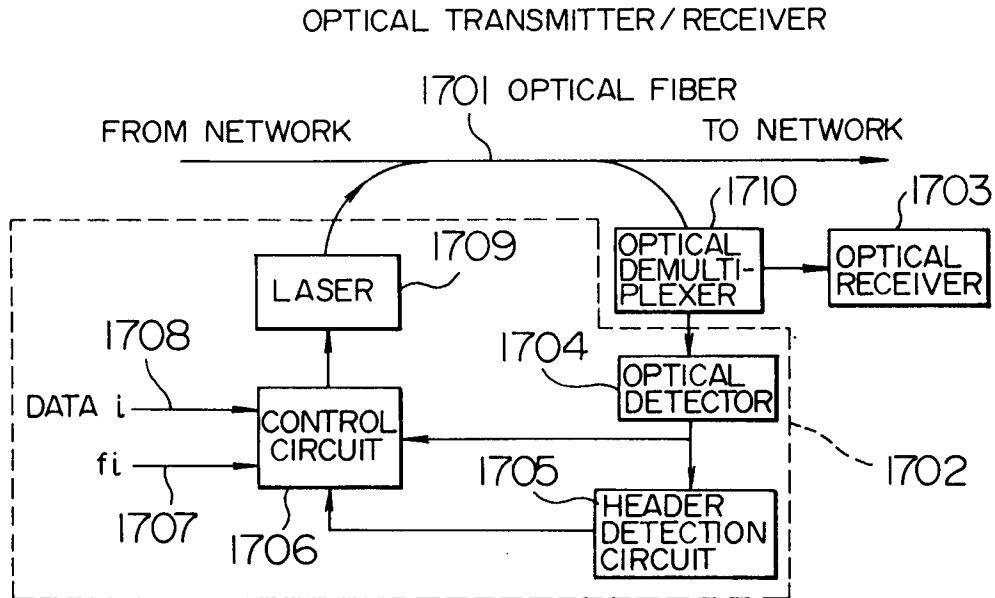 OPTICAL TRANSMITTER/RECEIVER
1701 OPTICAL FIBER
FROM NETWORK
TO NETWORK
1710
1703
OPTICAL
DEMULTI-
PLEXER
OPTICAL
RECEIVER
1709
LASER
1708
1704
OPTICAL
DETECTOR
DATA i
CONTROL
CIRCUIT
fi
1702
1705
1707
1706
HEADER
DETECTION
CIRCUIT